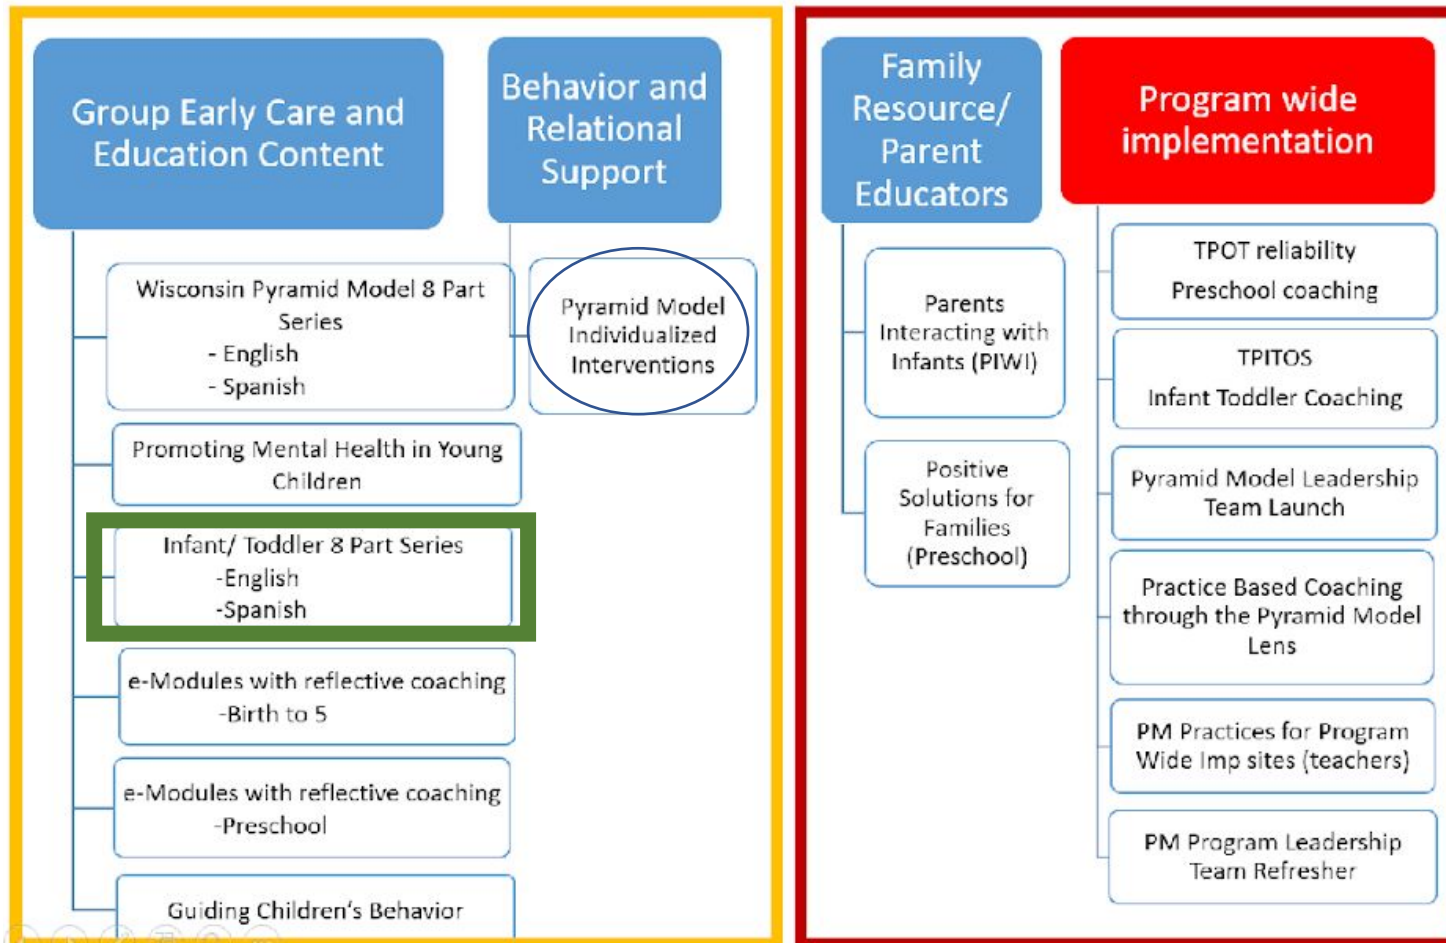 Group Early Care and
Education Content
Wisconsin Pyramid Model 8 Part
Series
- English
- Spanish
Promoting Mental Health in Young
Children
Infant/ Toddler 8 Part Series
-English
-Spanish
e-Modules with reflective coaching
-Birth to 5
e-Modules with reflective coaching
-Preschool
Guiding Children's Behavior
Behavior and
Relational
Support
Pyramid Model
Individualized
Interventions
Family
Resource/
Parent
Educators
Parents
Interacting with
Infants (PIWI)
Positive
Solutions for
Families
(Preschool)
Program wide
implementation
TPOT reliability
Preschool coaching
TPITOS
Infant Toddler Coaching
Pyramid Model Leadership
Team Launch
Practice Based Coaching
through the Pyramid Model
Lens
PM Practices for Program
Wide Imp sites (teachers)
PM Program Leadership
Team Refresher